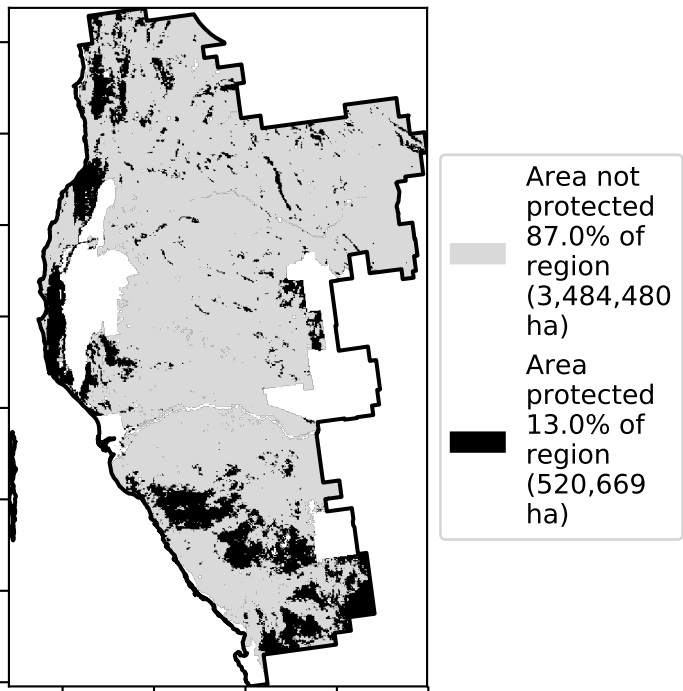 Area not
protected
87.0% of
region
(3,484,480
ha)
Area
protected
13.0% of
region
(520,669
ha)